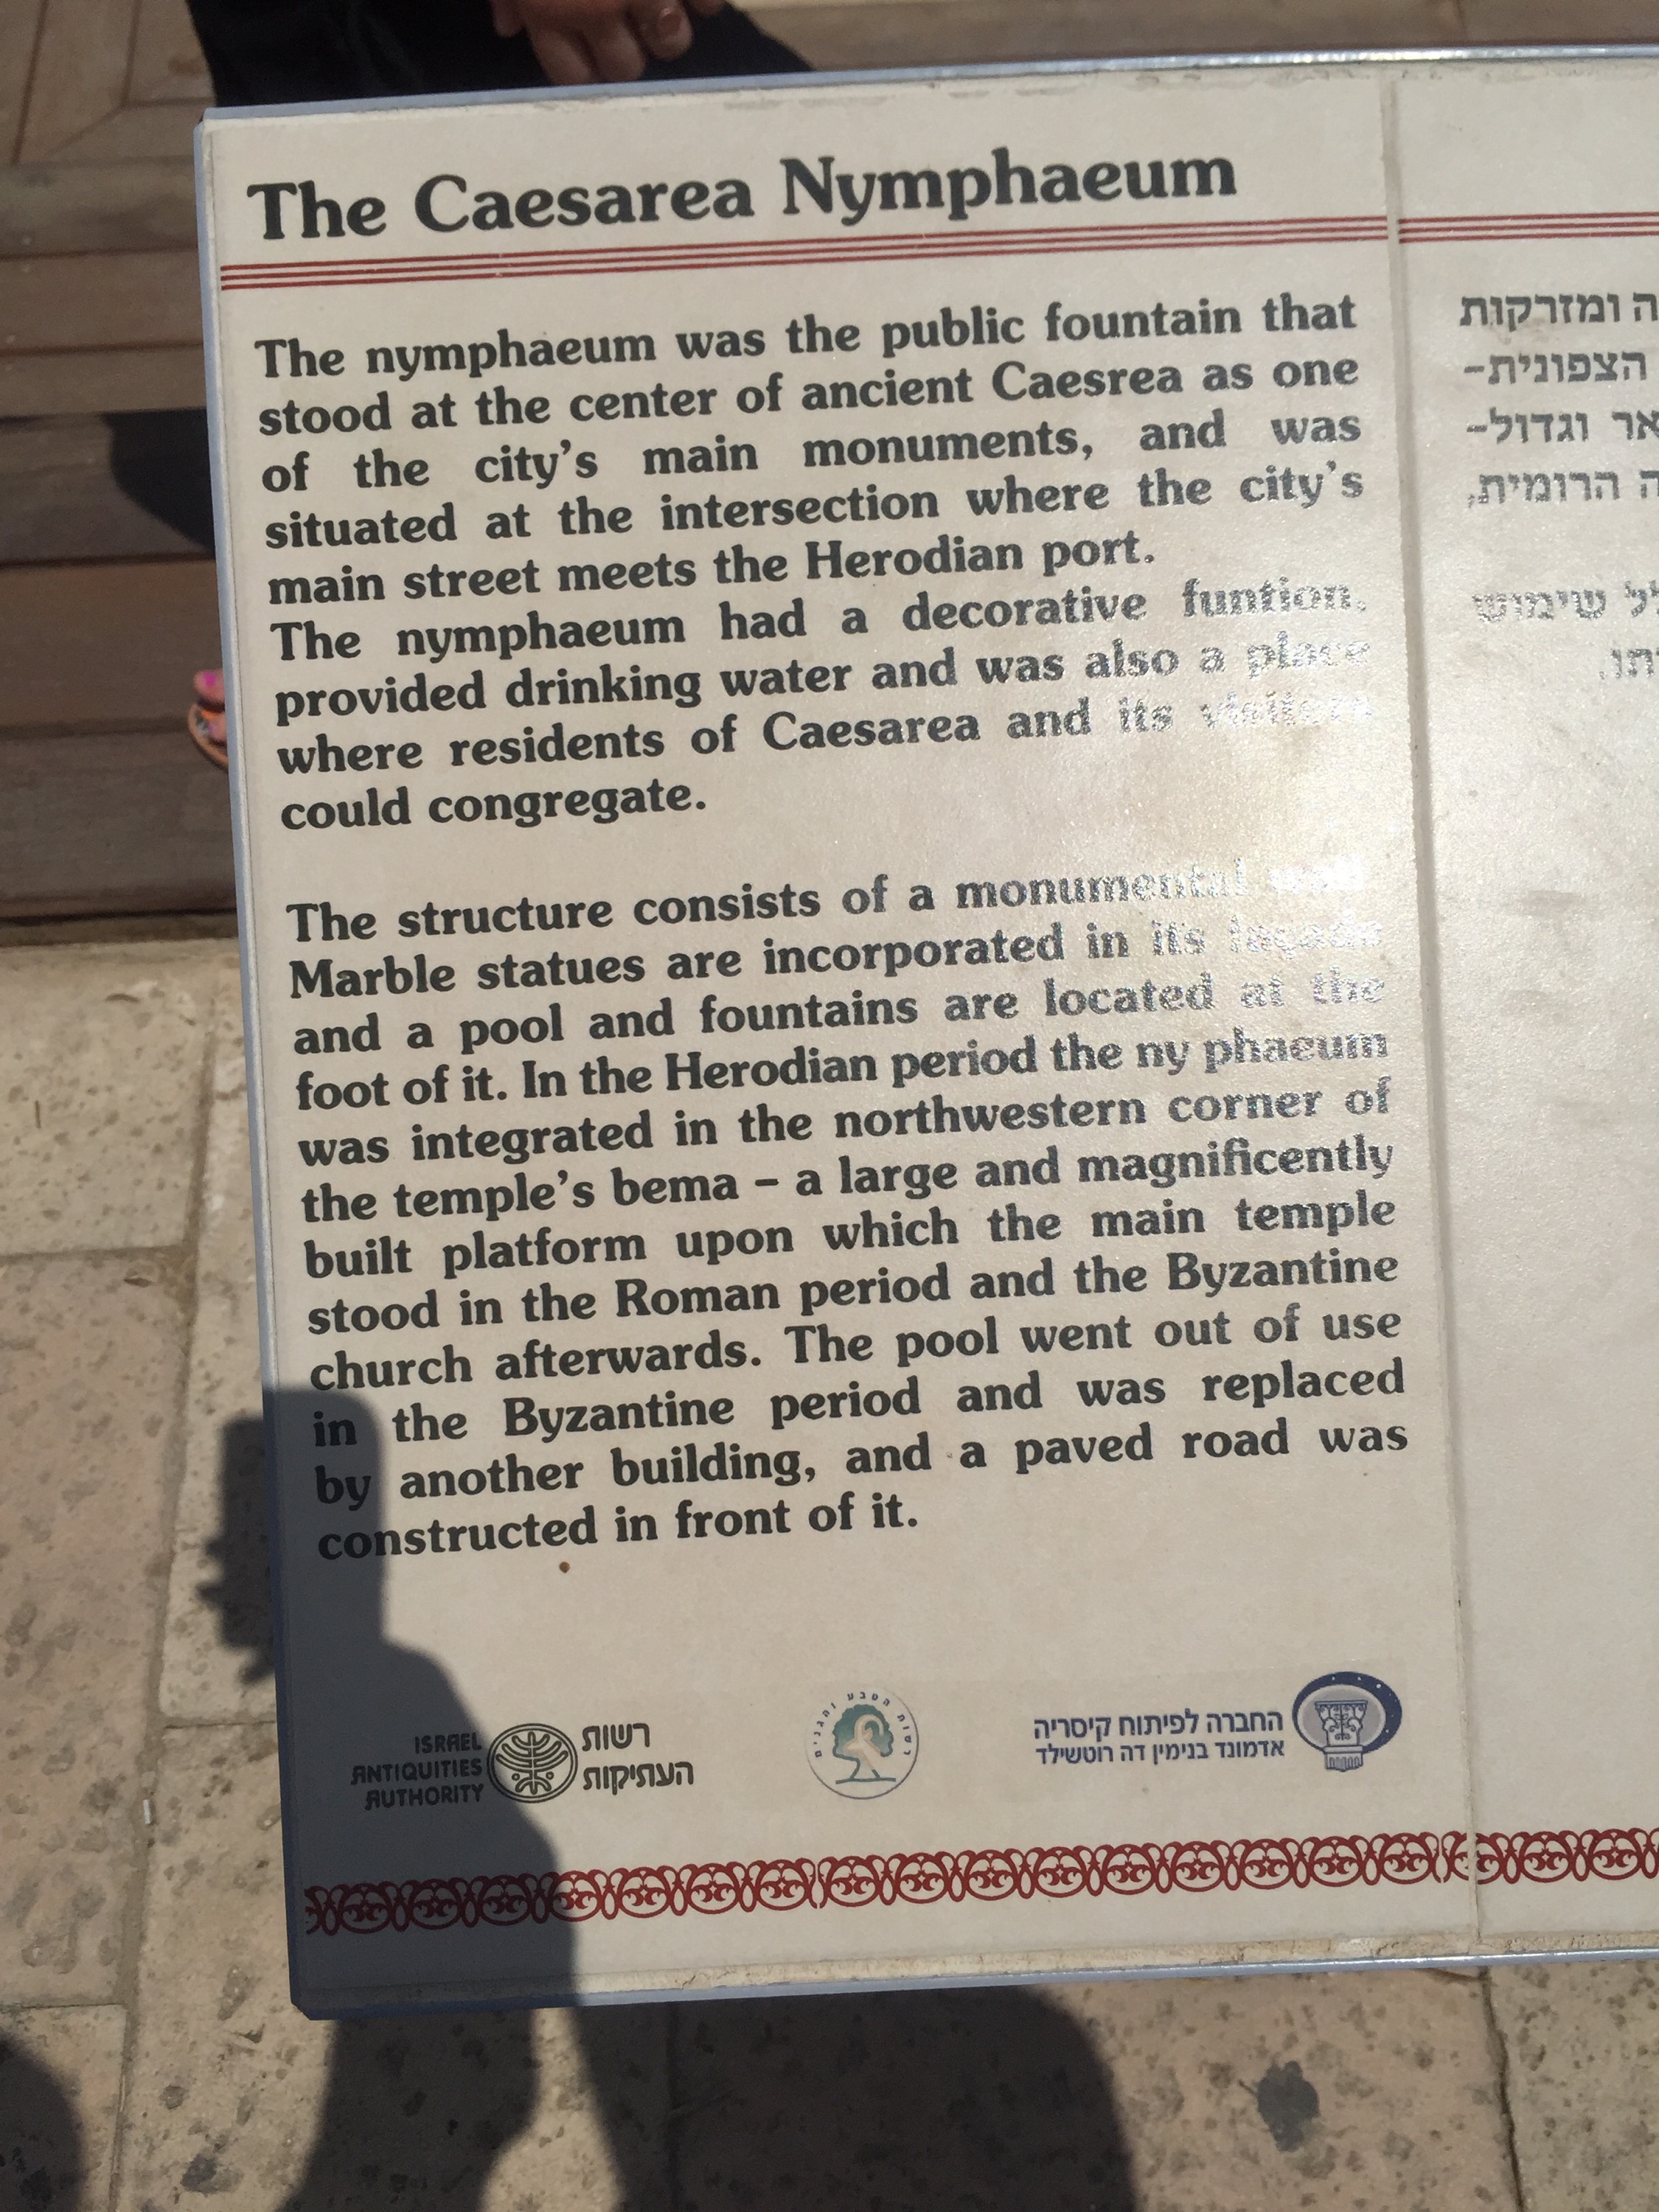 The Caesarea Nymphaeum
The nymphaeum was the public fountain that
stood at the center of ancient Caesrea as one
of the city's main monuments, and was
situated at the intersection where the city's
main street meets the Herodian port.
The nymphaeum had a decorative funtion,
provided drinking water and was also a place
where residents of Caesarea and its visitors
could congregate.
The structure consists of a monumental
Marble statues are incorporated in its façade
and a pool and fountains are located at the
foot of it. In the Herodian period the ny phaeum
was integrated in the northwestern corner of
the temple's bema – a large and magnificently
built platform upon which the main temple
stood in the Roman period and the Byzantine
church afterwards. The pool went out of use
in the Byzantine period and was replaced
by another building, and a paved road was
constructed in front of it.
ISRAEL
ANTIQUITIES
AUTHORITY
רשות
העתיקות
רשות הטבע והגנים
החברה לפיתוח קיסריה
אדמונד בנימין דה רוטשילד
ומזרקות
הצפונית-
וגדול-
הרומית,
שימוש